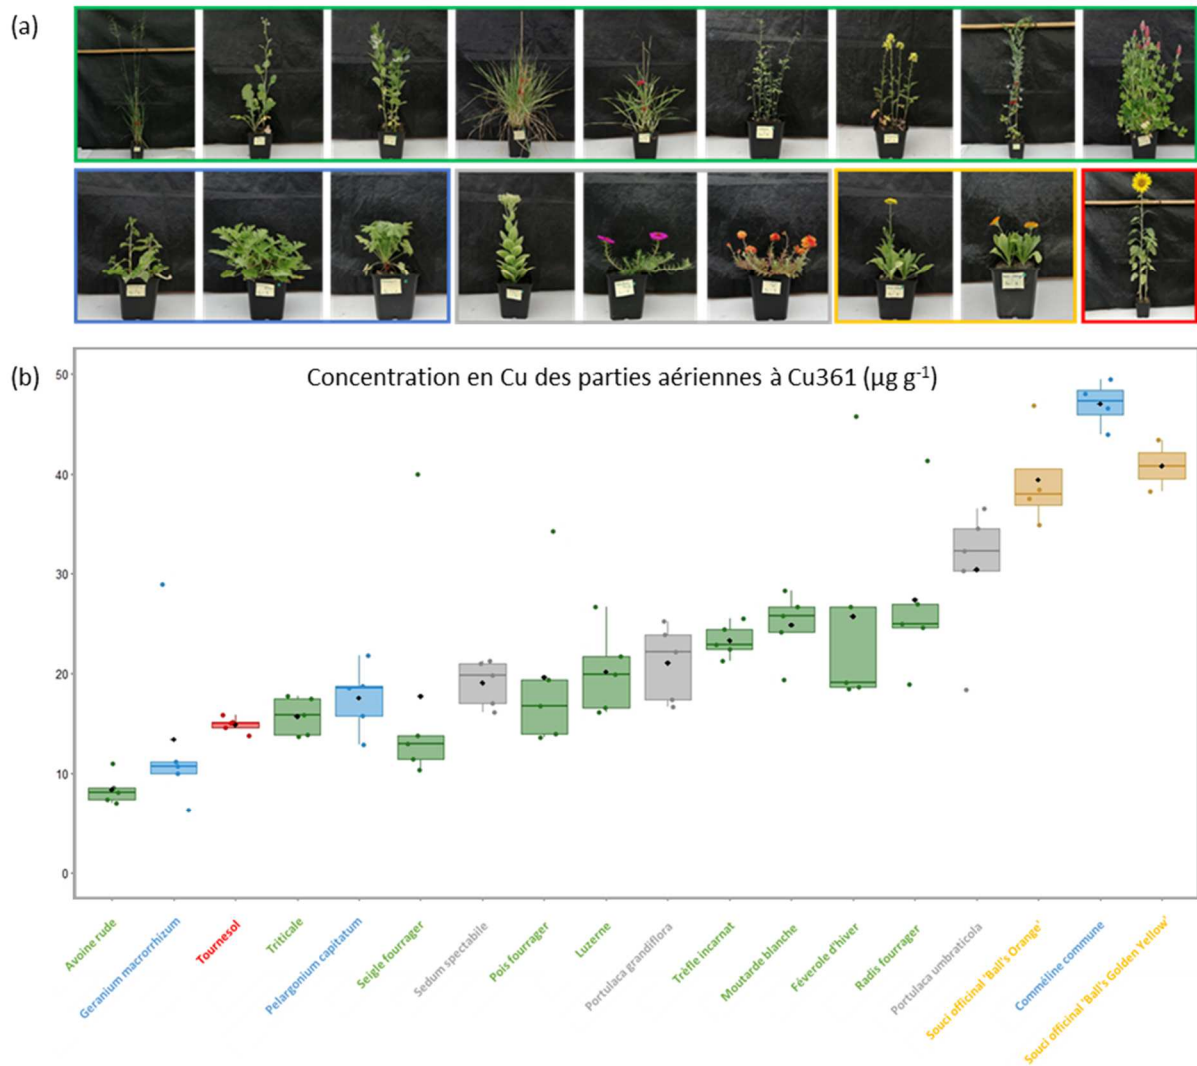 (a)
(b)
Concentration en Cu des parties aériennes à Cu361 (µg g-1)
50
40
30
20
10
0
Avoine rude
Geranium macrorrhizum
Tournesol
Triticale
Pelargonium capitatum
Seigle fourrager
Sedum spectabile
Pois fourrager
Luzerne
Portulaca grandiflora
Trèfle incarnat
Moutarde blanche
Féverole d'hiver
Radis fourrager
Portulaca umbraticola
Souci officinal 'Ball's Orange'
Comméline commune
Souci officinal 'Ball's Golden Yellow'